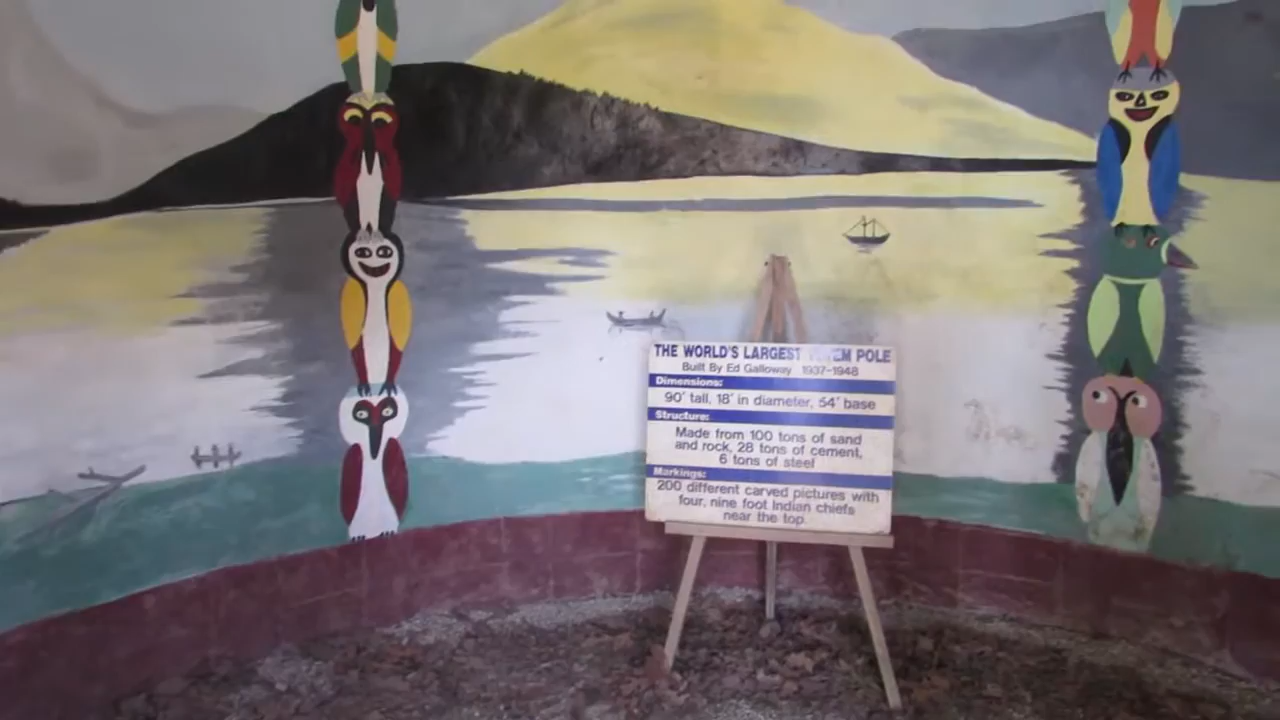 THE WORLD'S LARGEST POLE
Built By Ed Galloway 1937-1948
Dimensions:
90' tall, 18' in diameter, 54' base
Structure:
Made from 100 tons of sand
and rock, 28 tons of cement,
6 tons of steel
Markings:
200 different carved pictures with
four, nine foot Indian chiefs
near the top.